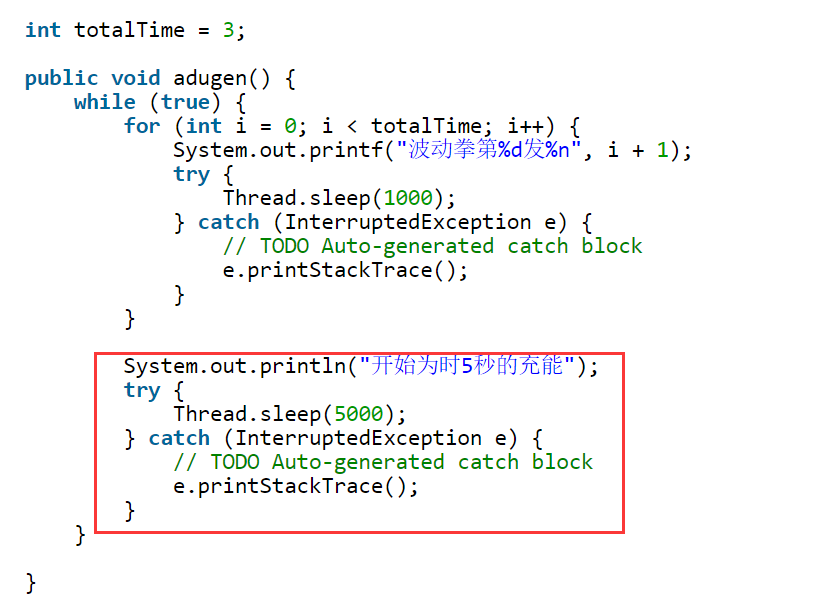 int totalTime = 3;
public void adugen() {
while (true) {
for (int i = 0; i < totalTime; i++) {
System.out.printf("波动拳第%d发%n", i + 1);
try {
Thread.sleep(1000);
} catch (InterruptedException e) {
// TODO Auto-generated catch block
e.printStackTrace();
}
}
System.out.println("开始为时5秒的充能");
try {
Thread.sleep(5000);
} catch (InterruptedException e) {
// TODO Auto-generated catch block
e.printStackTrace();
}
}
}